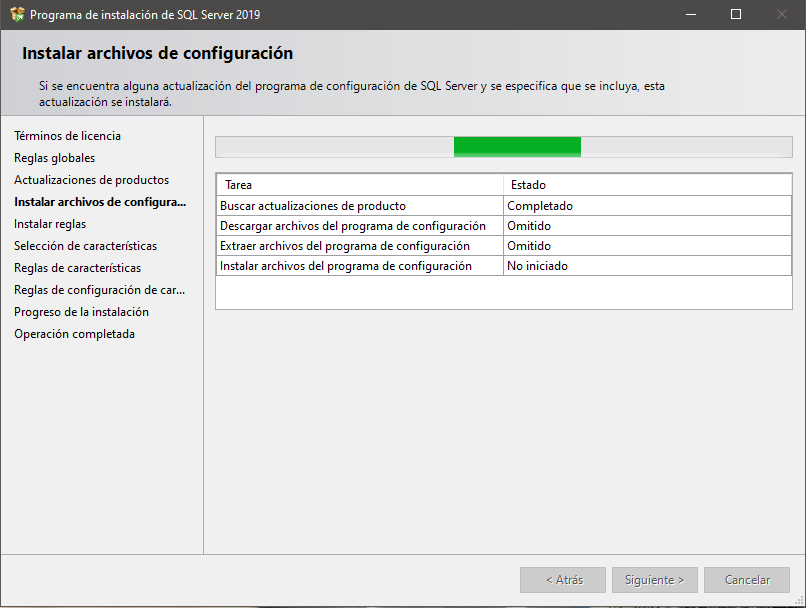 Programa de instalación de SQL Server 2019
Instalar archivos de configuración
Si se encuentra alguna actualización del programa de configuración de SQL Server y se especifica que se incluya, esta
actualización se instalará.
Términos de licencia
Reglas globales
Actualizaciones de productos
Instalar archivos de configura...
Instalar reglas
Selección de características
Reglas de características
Reglas de configuración de car...
Progreso de la instalación
Operación completada
Tarea Estado
Buscar actualizaciones de producto Completado
Descargar archivos del programa de configuración Omitido
Extraer archivos del programa de configuración Omitido
Instalar archivos del programa de configuración No iniciado
< Atrás Siguiente > Cancelar